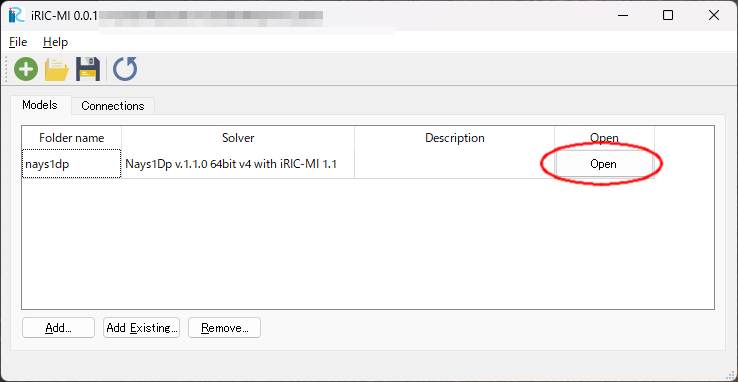 iRIC-MI 0.0.1
File Help
Models Connections
Folder name Solver Description Open
nays1dp Nays1Dp v.1.1.0 64bit v4 with iRIC-MI 1.1 Open
Add... Add Existing... Remove...